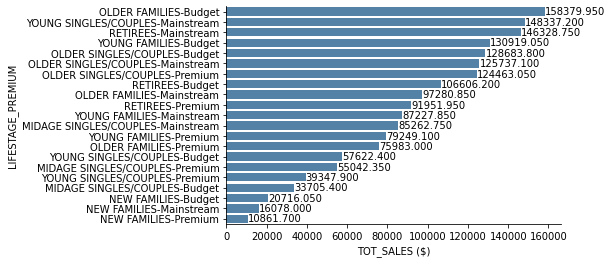 LIFESTAGE_PREMIUM
OLDER FAMILIES-Budget 158379.950
YOUNG SINGLES/COUPLES-Mainstream 148337.200
RETIREES-Mainstream 146328.750
YOUNG FAMILIES-Budget 130919.050
OLDER SINGLES/COUPLES-Budget 128683.800
OLDER SINGLES/COUPLES-Mainstream 125737.100
OLDER SINGLES/COUPLES-Premium 124463.050
RETIREES-Budget 106606.200
OLDER FAMILIES-Mainstream 97280.850
RETIREES-Premium 91951.950
YOUNG FAMILIES-Mainstream 87227.850
MIDAGE SINGLES/COUPLES-Mainstream 85262.750
YOUNG FAMILIES-Premium 79249.100
OLDER FAMILIES-Premium 75983.000
YOUNG SINGLES/COUPLES-Budget 57622.400
MIDAGE SINGLES/COUPLES-Premium 55042.350
YOUNG SINGLES/COUPLES-Premium 39347.900
MIDAGE SINGLES/COUPLES-Budget 33705.400
NEW FAMILIES-Budget 20716.050
NEW FAMILIES-Mainstream 16078.000
NEW FAMILIES-Premium 10861.700
0 20000 40000 60000 80000 100000 120000 140000 160000
TOT_SALES ($)